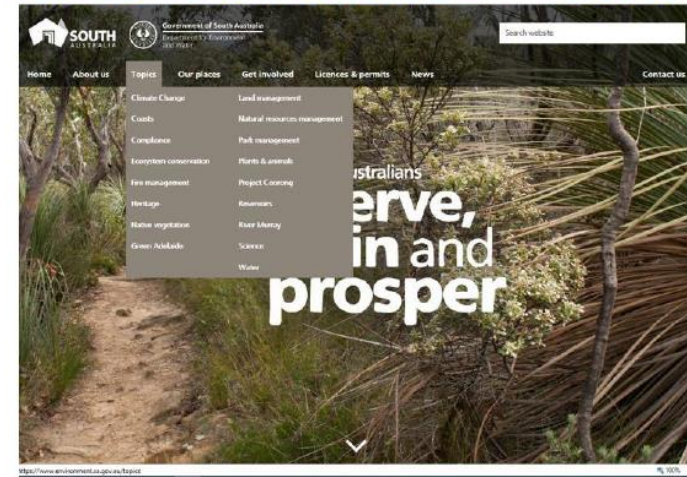 SOUTH
AUSTRALIA
Government of South Australia
Department for Environment
and Water
Search website
Home About us Topics Our places Get involved Licences & permits News Contact us
Climate Change Land management
Coasts Natural resources management
Compliance Park management
Ecosystem conservation Plants & animals
Fire management Project Coorong
Heritage Reservoirs
Native vegetation River Murray
Green Adelaide Science
Water
ustralians
erve,
in and
prosper
https://www.environment.sa.gov.au/topics
100%